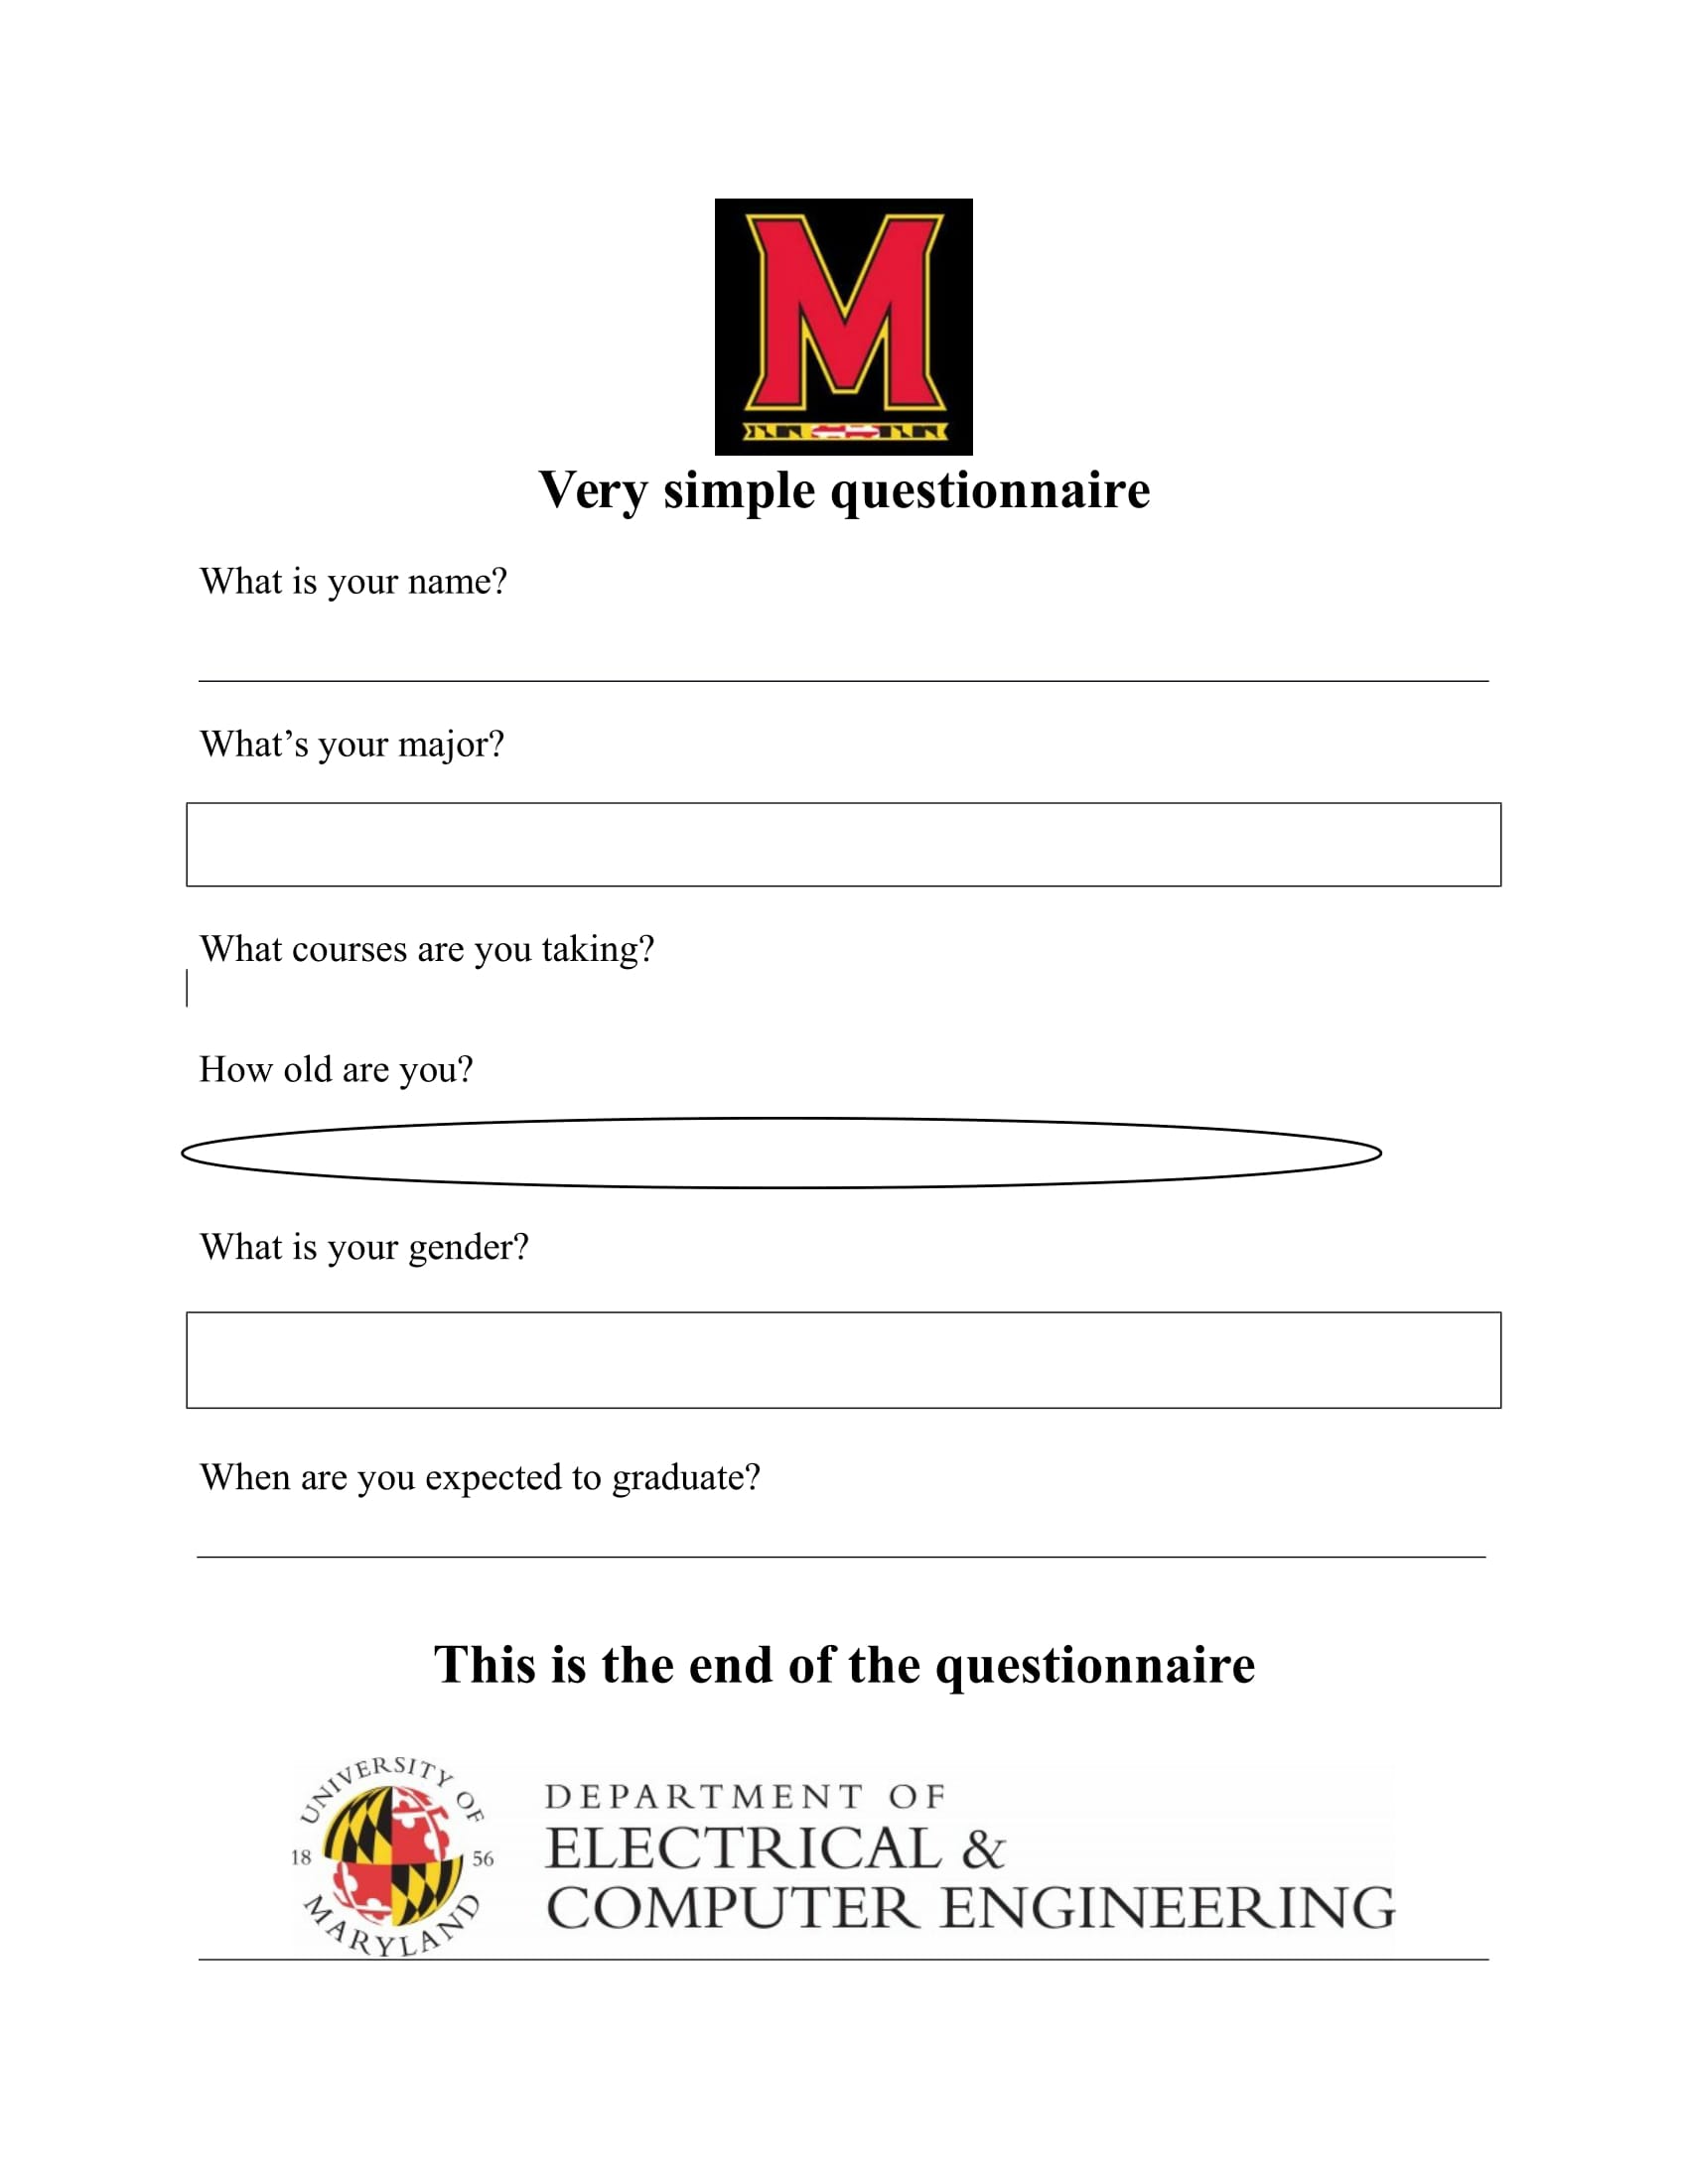 M
Very simple questionnaire
What is your name?
What’s your major?
What courses are you taking?
How old are you?
What is your gender?
When are you expected to graduate?
This is the end of the questionnaire
UNIVERSITY OF
18 56
MARYLAND
DEPARTMENT OF
ELECTRICAL &
COMPUTER ENGINEERING